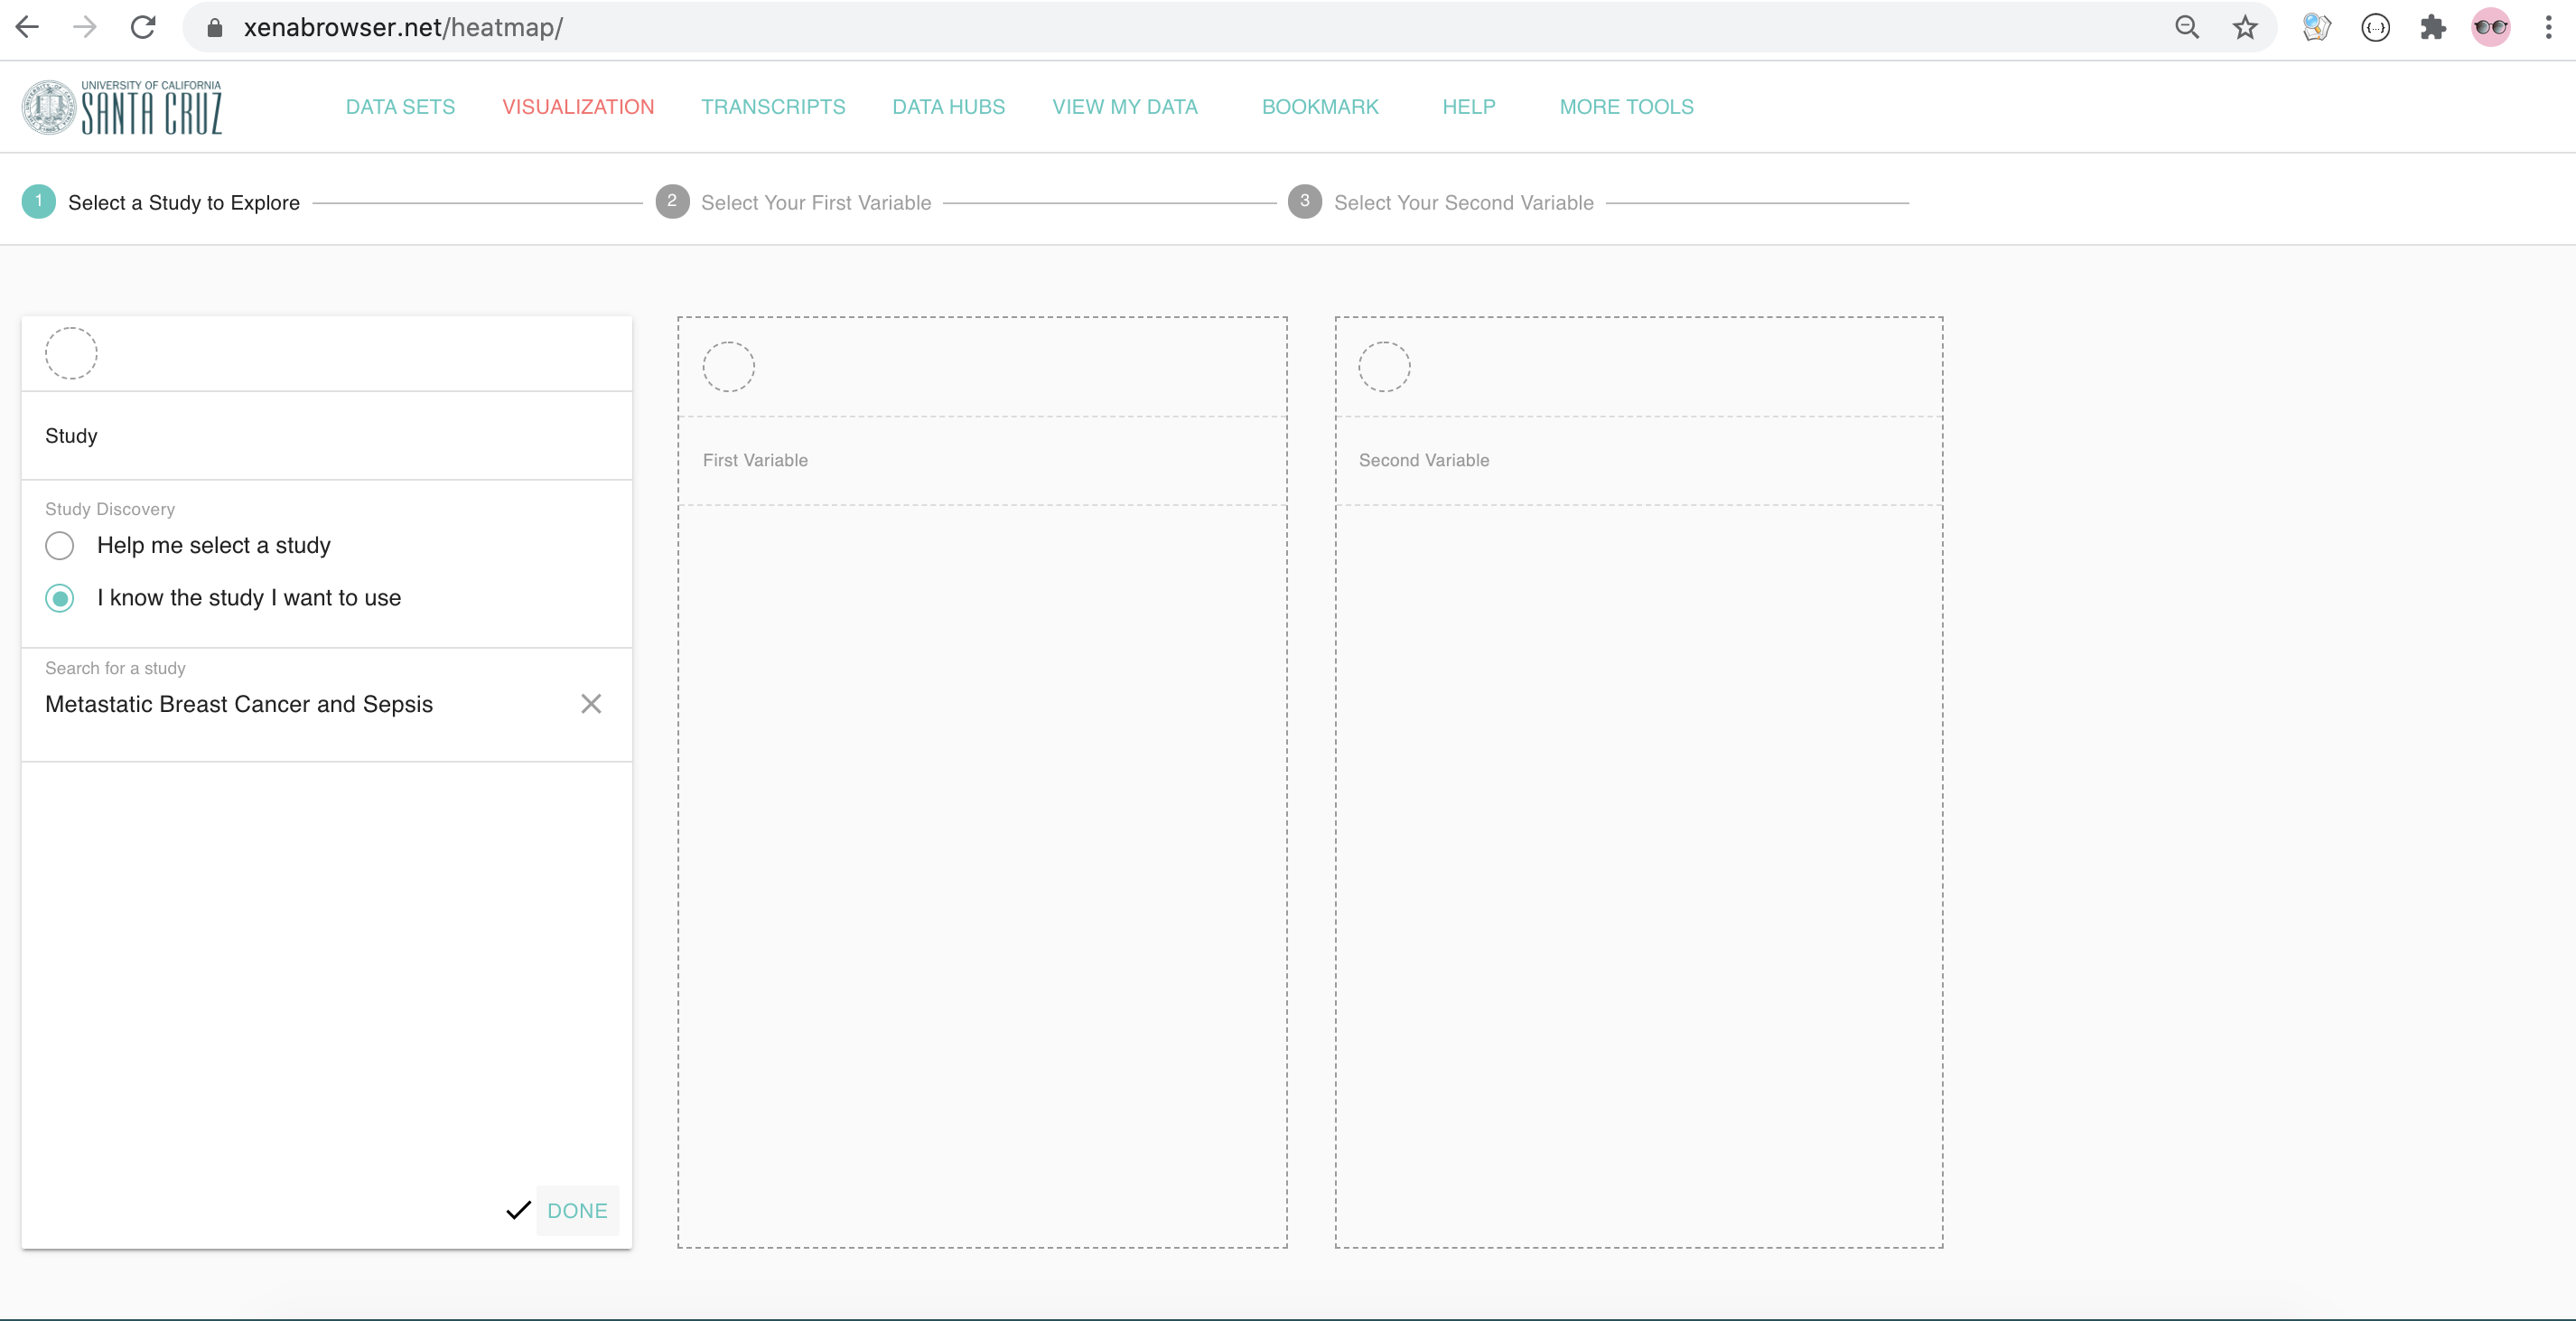 xenabrowser.net/heatmap/
UNIVERSITY OF CALIFORNIA
SANTA CRUZ
DATA SETS
VISUALIZATION
TRANSCRIPTS
DATA HUBS
VIEW MY DATA
BOOKMARK
HELP
MORE TOOLS
1 Select a Study to Explore
2 Select Your First Variable
3 Select Your Second Variable
Study
Study Discovery
Help me select a study
I know the study I want to use
Search for a study
Metastatic Breast Cancer and Sepsis
DONE
First Variable
Second Variable